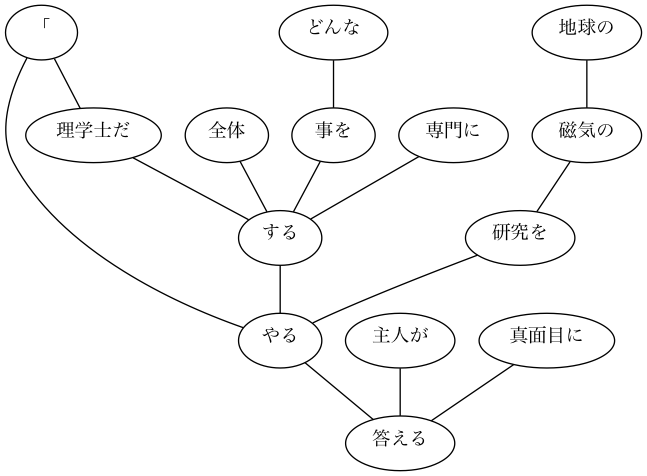 「
どんな
地球の
理学士だ
全体
事を
専門に
磁気の
する
研究を
やる
主人が
真面目に
答える